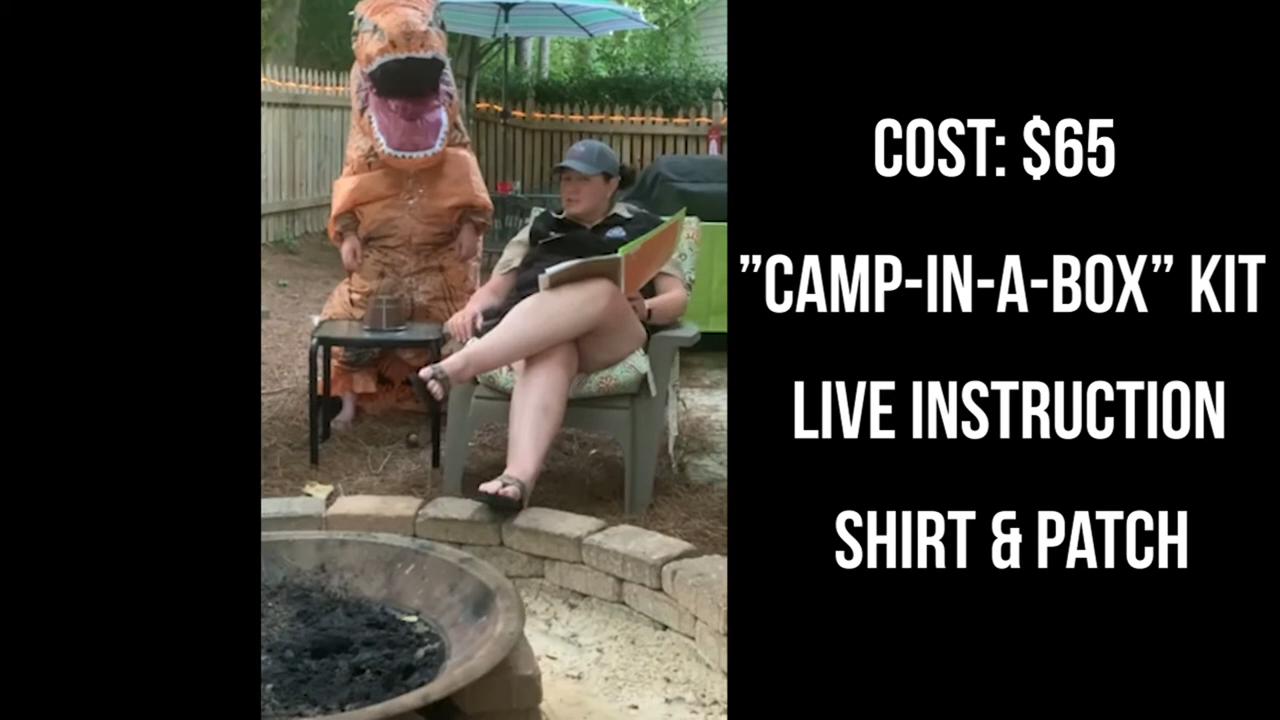 COST: $65
”CAMP-IN-A-BOX” KIT
LIVE INSTRUCTION
SHIRT & PATCH